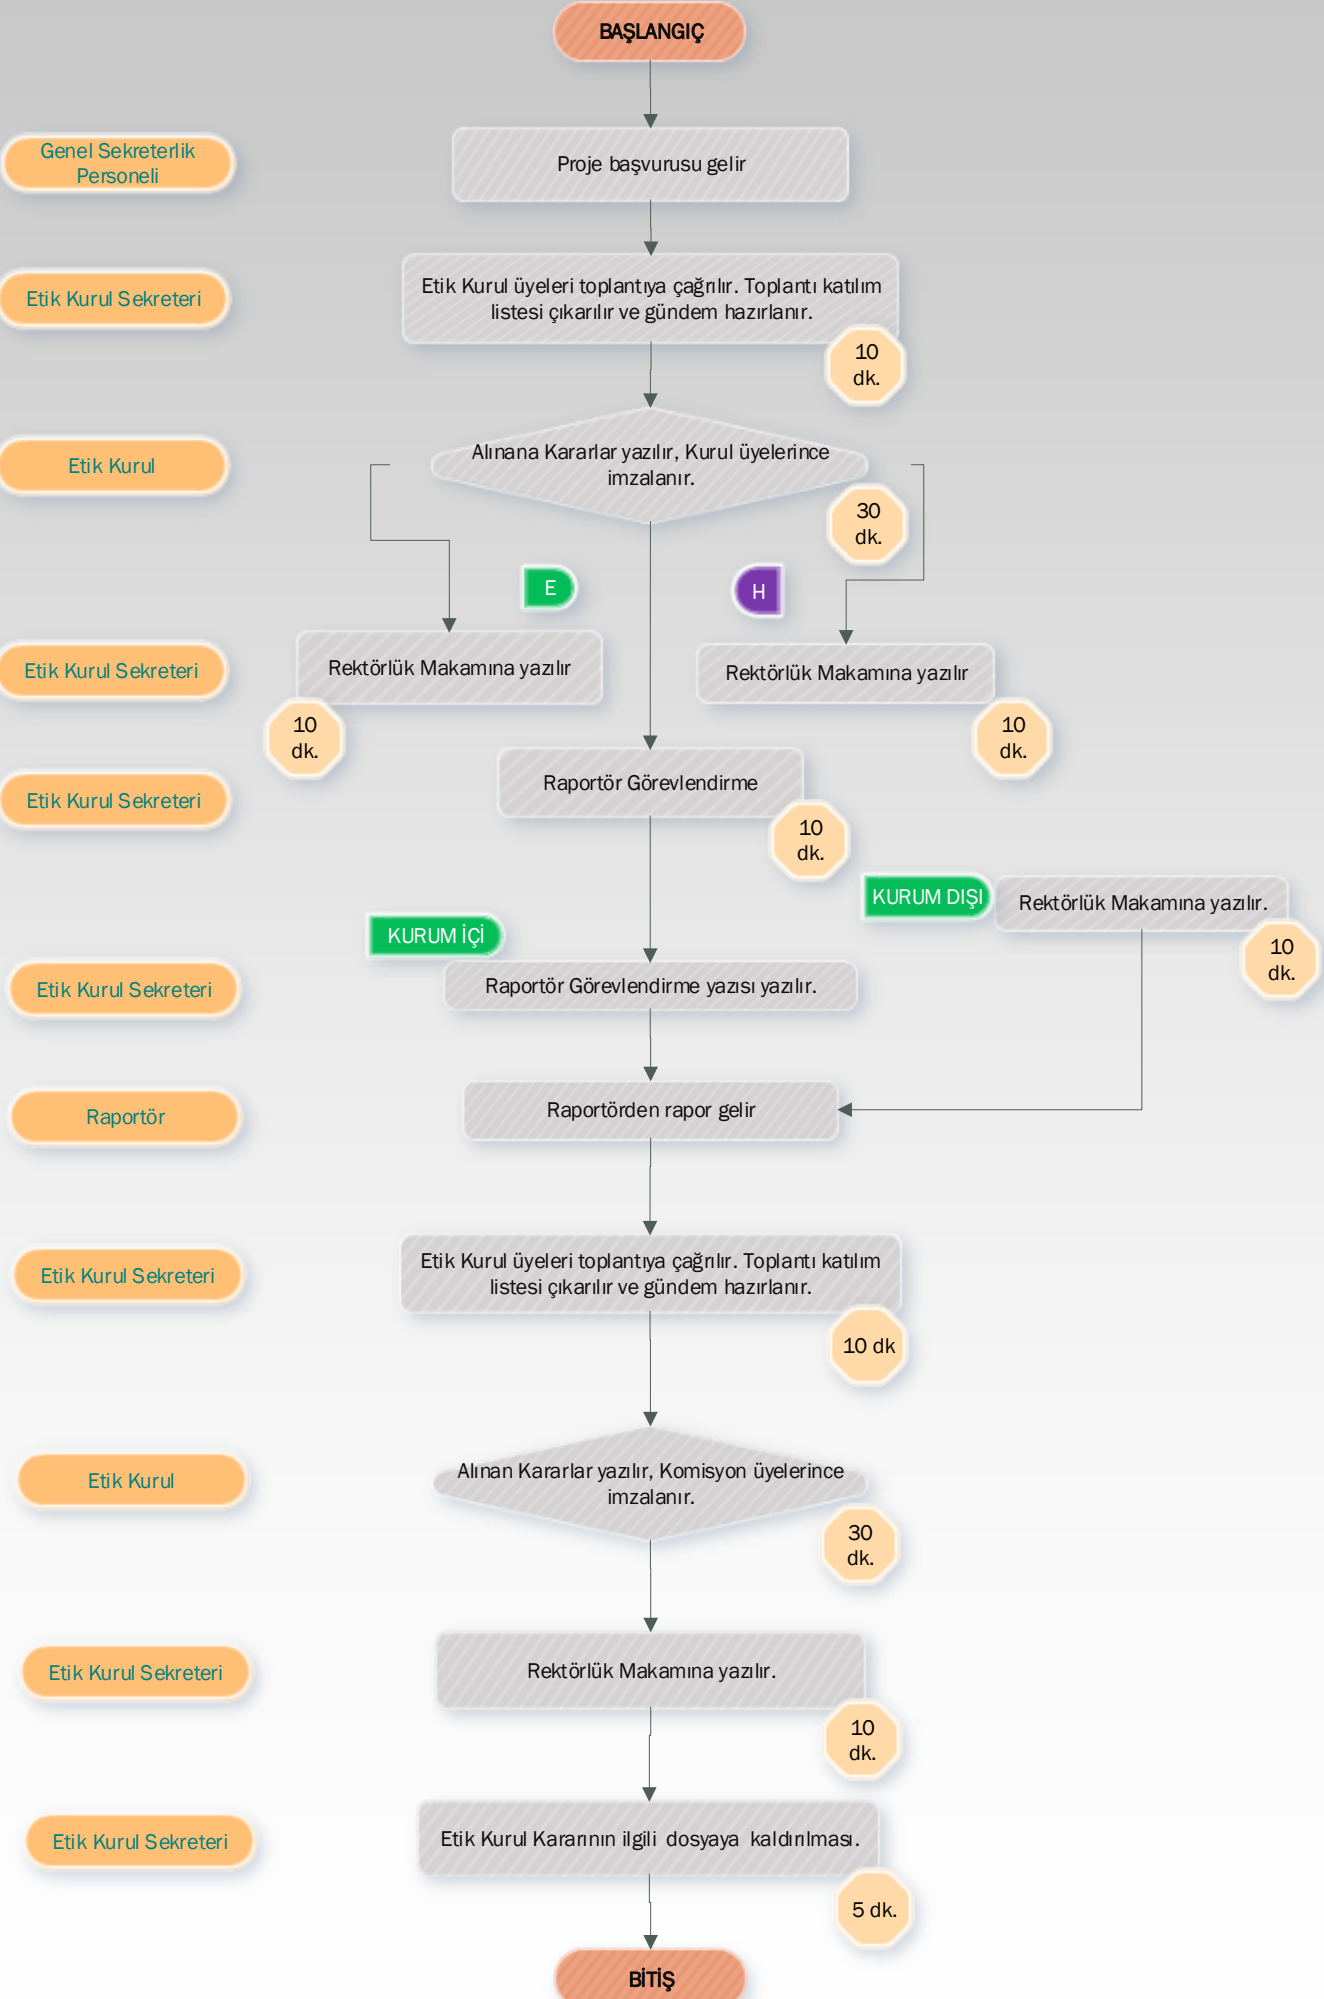 BAŞLANGIÇ
Genel Sekreterlik
Personeli
Proje başvurusu gelir
Etik Kurul Sekreteri
Etik Kurul üyeleri toplantıya çağrılır. Toplantı katılım
listesi çıkarılır ve gündem hazırlanır.
10
dk.
Etik Kurul
Alınana Kararlar yazılır, Kurul üyelerince
imzalanır.
30
dk.
E
H
Etik Kurul Sekreteri
Rektörlük Makamına yazılır
10
dk.
Rektörlük Makamına yazılır
10
dk.
Etik Kurul Sekreteri
Raportör Görevlendirme
10
dk.
KURUM DIŞI
Rektörlük Makamına yazılır.
10
dk.
KURUM İÇİ
Etik Kurul Sekreteri
Raportör Görevlendirme yazısı yazılır.
Raportör
Raportörden rapor gelir
Etik Kurul Sekreteri
Etik Kurul üyeleri toplantıya çağrılır. Toplantı katılım
listesi çıkarılır ve gündem hazırlanır.
10 dk
Etik Kurul
Alınan Kararlar yazılır, Komisyon üyelerince
imzalanır.
30
dk.
Etik Kurul Sekreteri
Rektörlük Makamına yazılır.
10
dk.
Etik Kurul Sekreteri
Etik Kurul Kararının ilgili dosyaya kaldırılması.
5 dk.
BİTİŞ